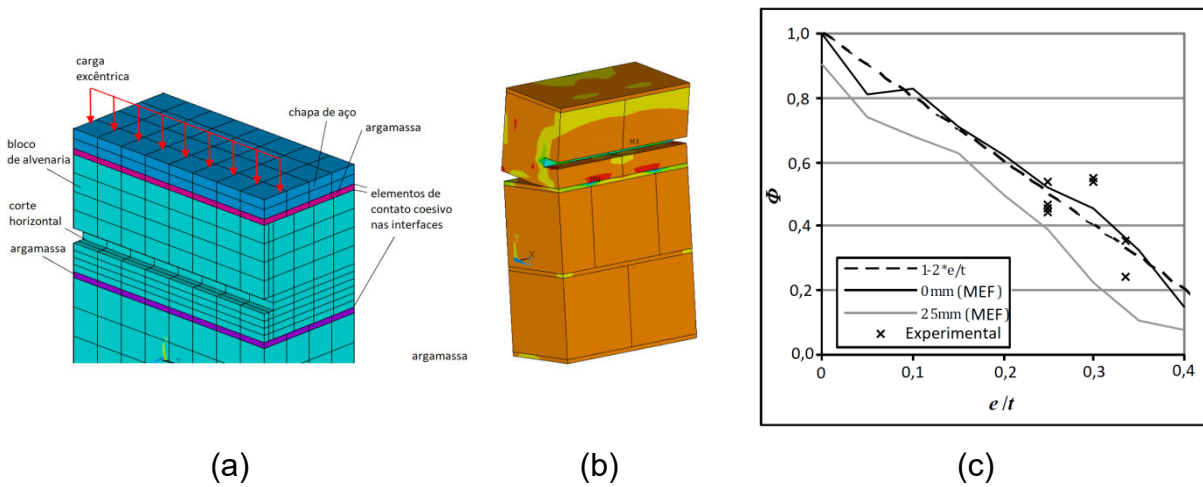 carga
excêntrica
chapa de aço
argamassa
bloco
de alvenaria
elementos de
contato coesivo
nas interfaces
corte
horizontal
argamassa
Y
argamassa
MX
MN
Y
X
Φ
1,0
0,8
0,6
0,4
0,2
0,0
1-2*e/t
0mm (MEF)
25mm (MEF)
Experimental
0
0,1
0,2
0,3
0,4
e/t
(a)
(b)
(c)